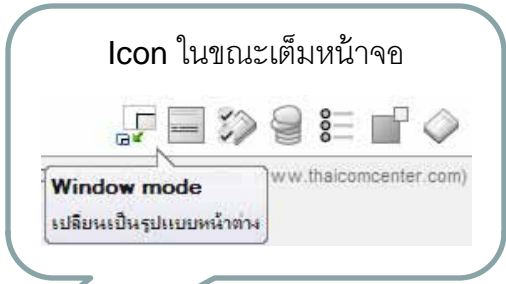 Icon ในขณะเต็มหน้าจอ
ww.thaicomcenter.com)
Window mode
เปลี่ยนเป็นรูปแบบหน้าต่าง